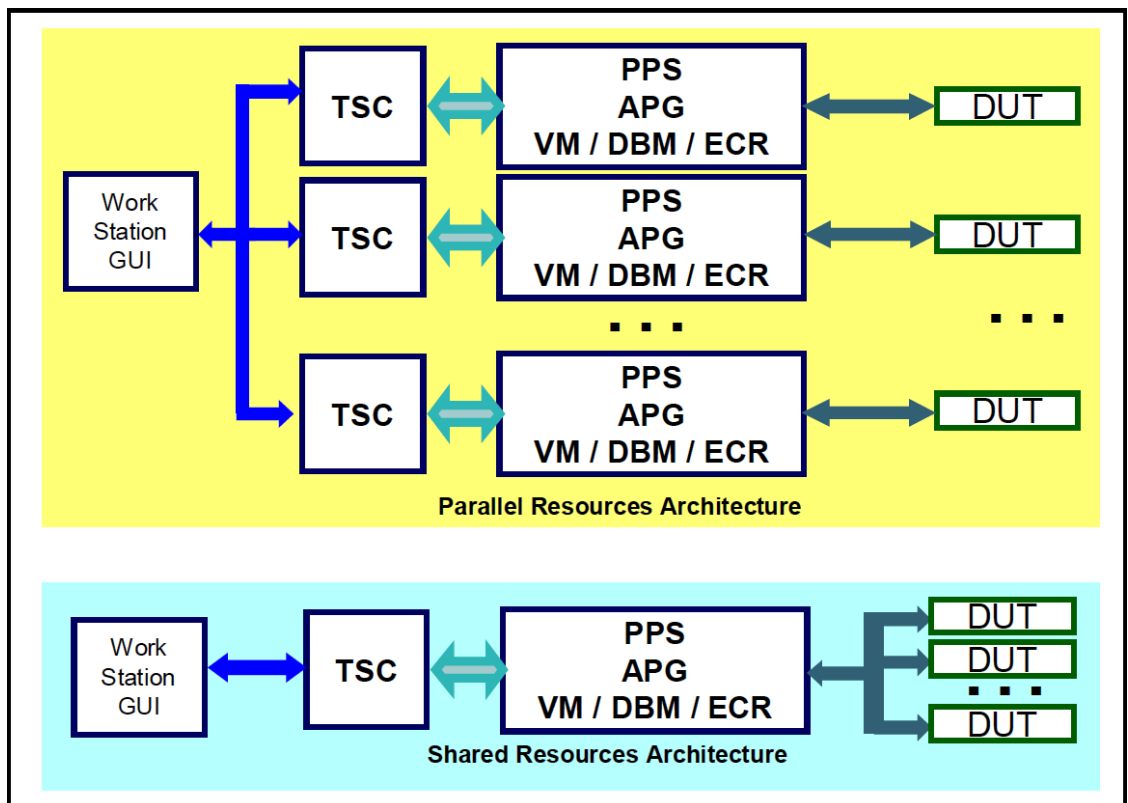 TSC
PPS
APG
VM / DBM / ECR
DUT
Work
Station
GUI
TSC
PPS
APG
VM / DBM / ECR
DUT
...
...
TSC
PPS
APG
VM / DBM / ECR
DUT
Parallel Resources Architecture
Work
Station
GUI
TSC
PPS
APG
VM / DBM / ECR
DUT
DUT
...
DUT
Shared Resources Architecture